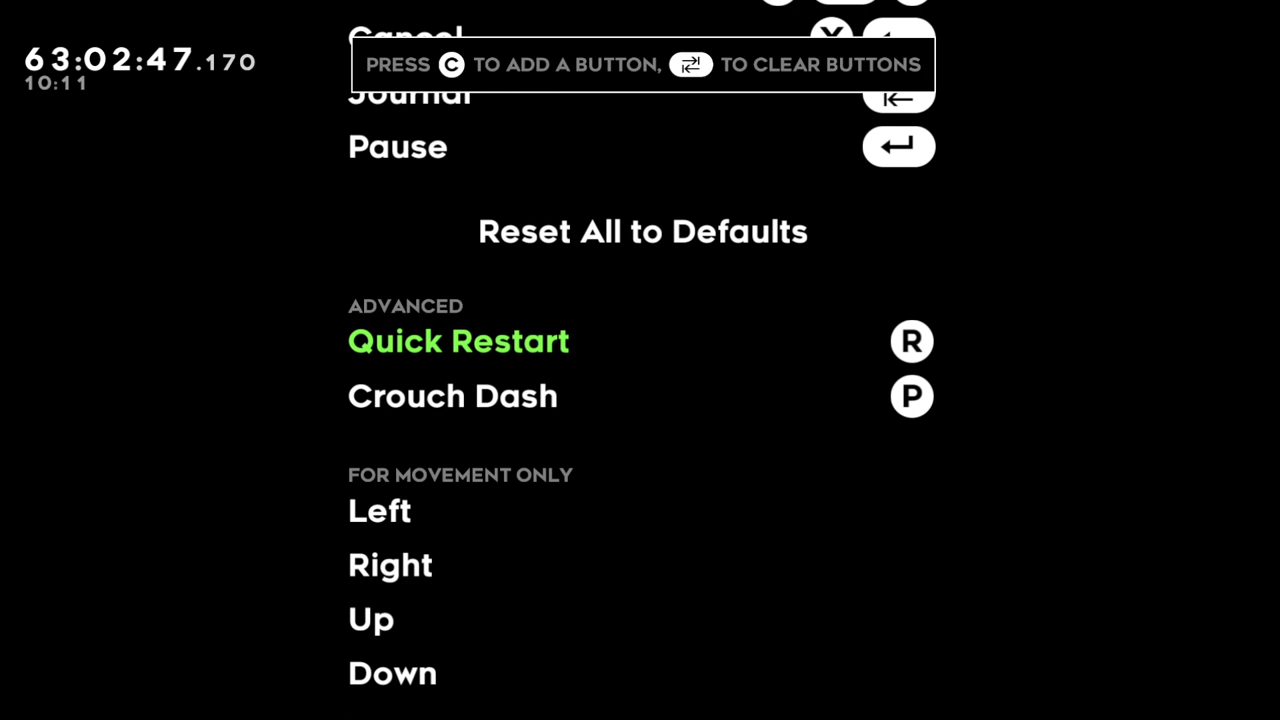 Cancel X
63:02:47.170
10:11
PRESS C TO ADD A BUTTON, TO CLEAR BUTTONS
Journal
Pause
Reset All to Defaults
ADVANCED
Quick Restart R
Crouch Dash P
FOR MOVEMENT ONLY
Left
Right
Up
Down